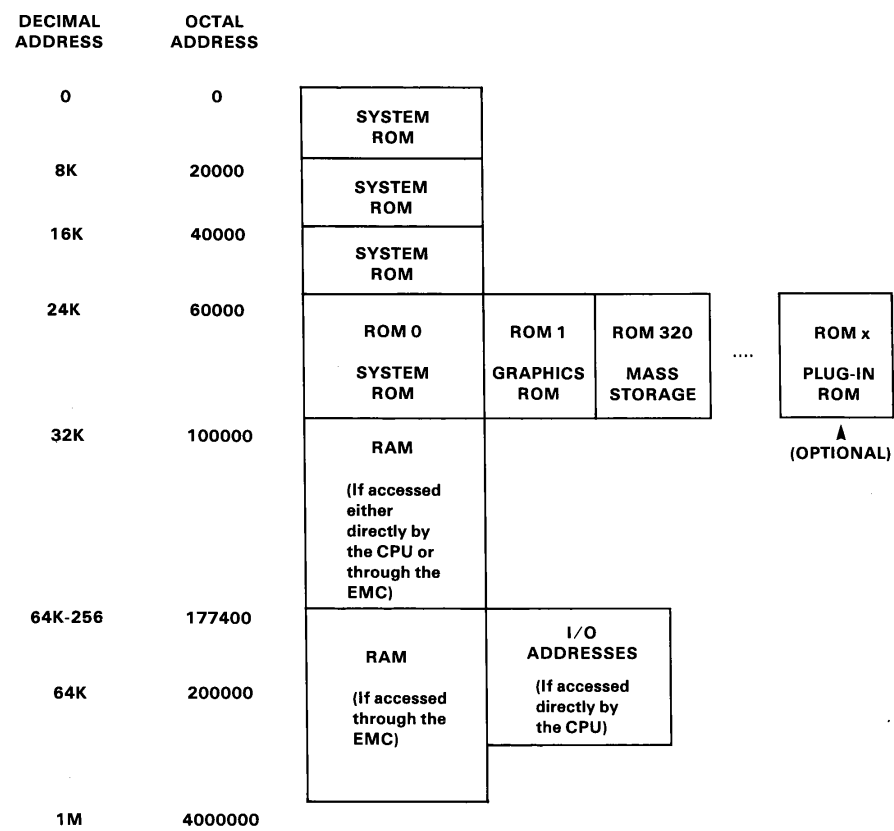 DECIMAL ADDRESS
OCTAL ADDRESS
0 0
SYSTEM
ROM
8K 20000
SYSTEM
ROM
16K 40000
SYSTEM
ROM
24K 60000
ROM 0
SYSTEM
ROM
ROM 1
GRAPHICS
ROM
ROM 320
MASS
STORAGE
....
ROM x
PLUG-IN
ROM
(OPTIONAL)
32K 100000
RAM
(If accessed
either
directly by
the CPU or
through the
EMC)
64K-256 177400
RAM
(If accessed
through the
EMC)
I/O
ADDRESSES
(If accessed
directly by
the CPU)
64K 200000
1M 4000000